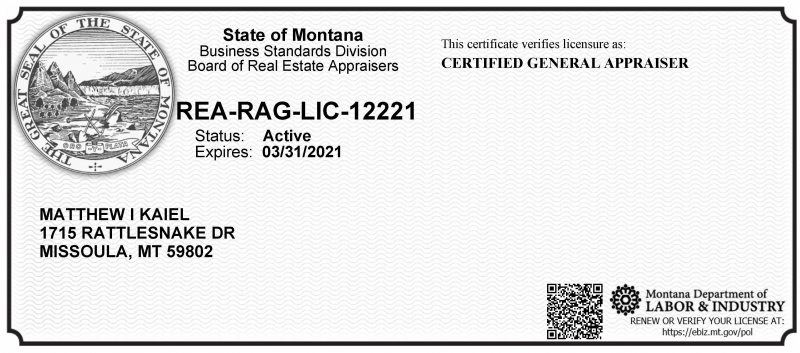 THE GREAT SEAL OF THE STATE OF MONTANA
ORO Y PLATA
State of Montana
Business Standards Division
Board of Real Estate Appraisers
REA-RAG-LIC-12221
Status: Active
Expires: 03/31/2021
This certificate verifies licensure as:
CERTIFIED GENERAL APPRAISER
MATTHEW I KAIEL
1715 RATTLESNAKE DR
MISSOULA, MT 59802
Montana Department of
LABOR & INDUSTRY
RENEW OR VERIFY YOUR LICENSE AT:
https://ebiz.mt.gov/pol